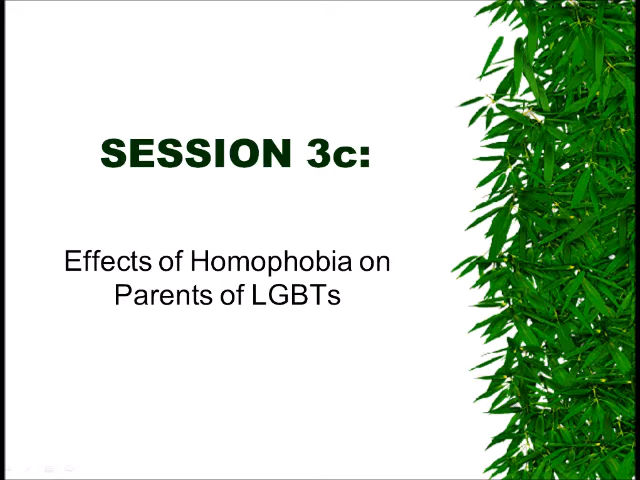 SESSION 3c:
Effects of Homophobia on
Parents of LGBTs